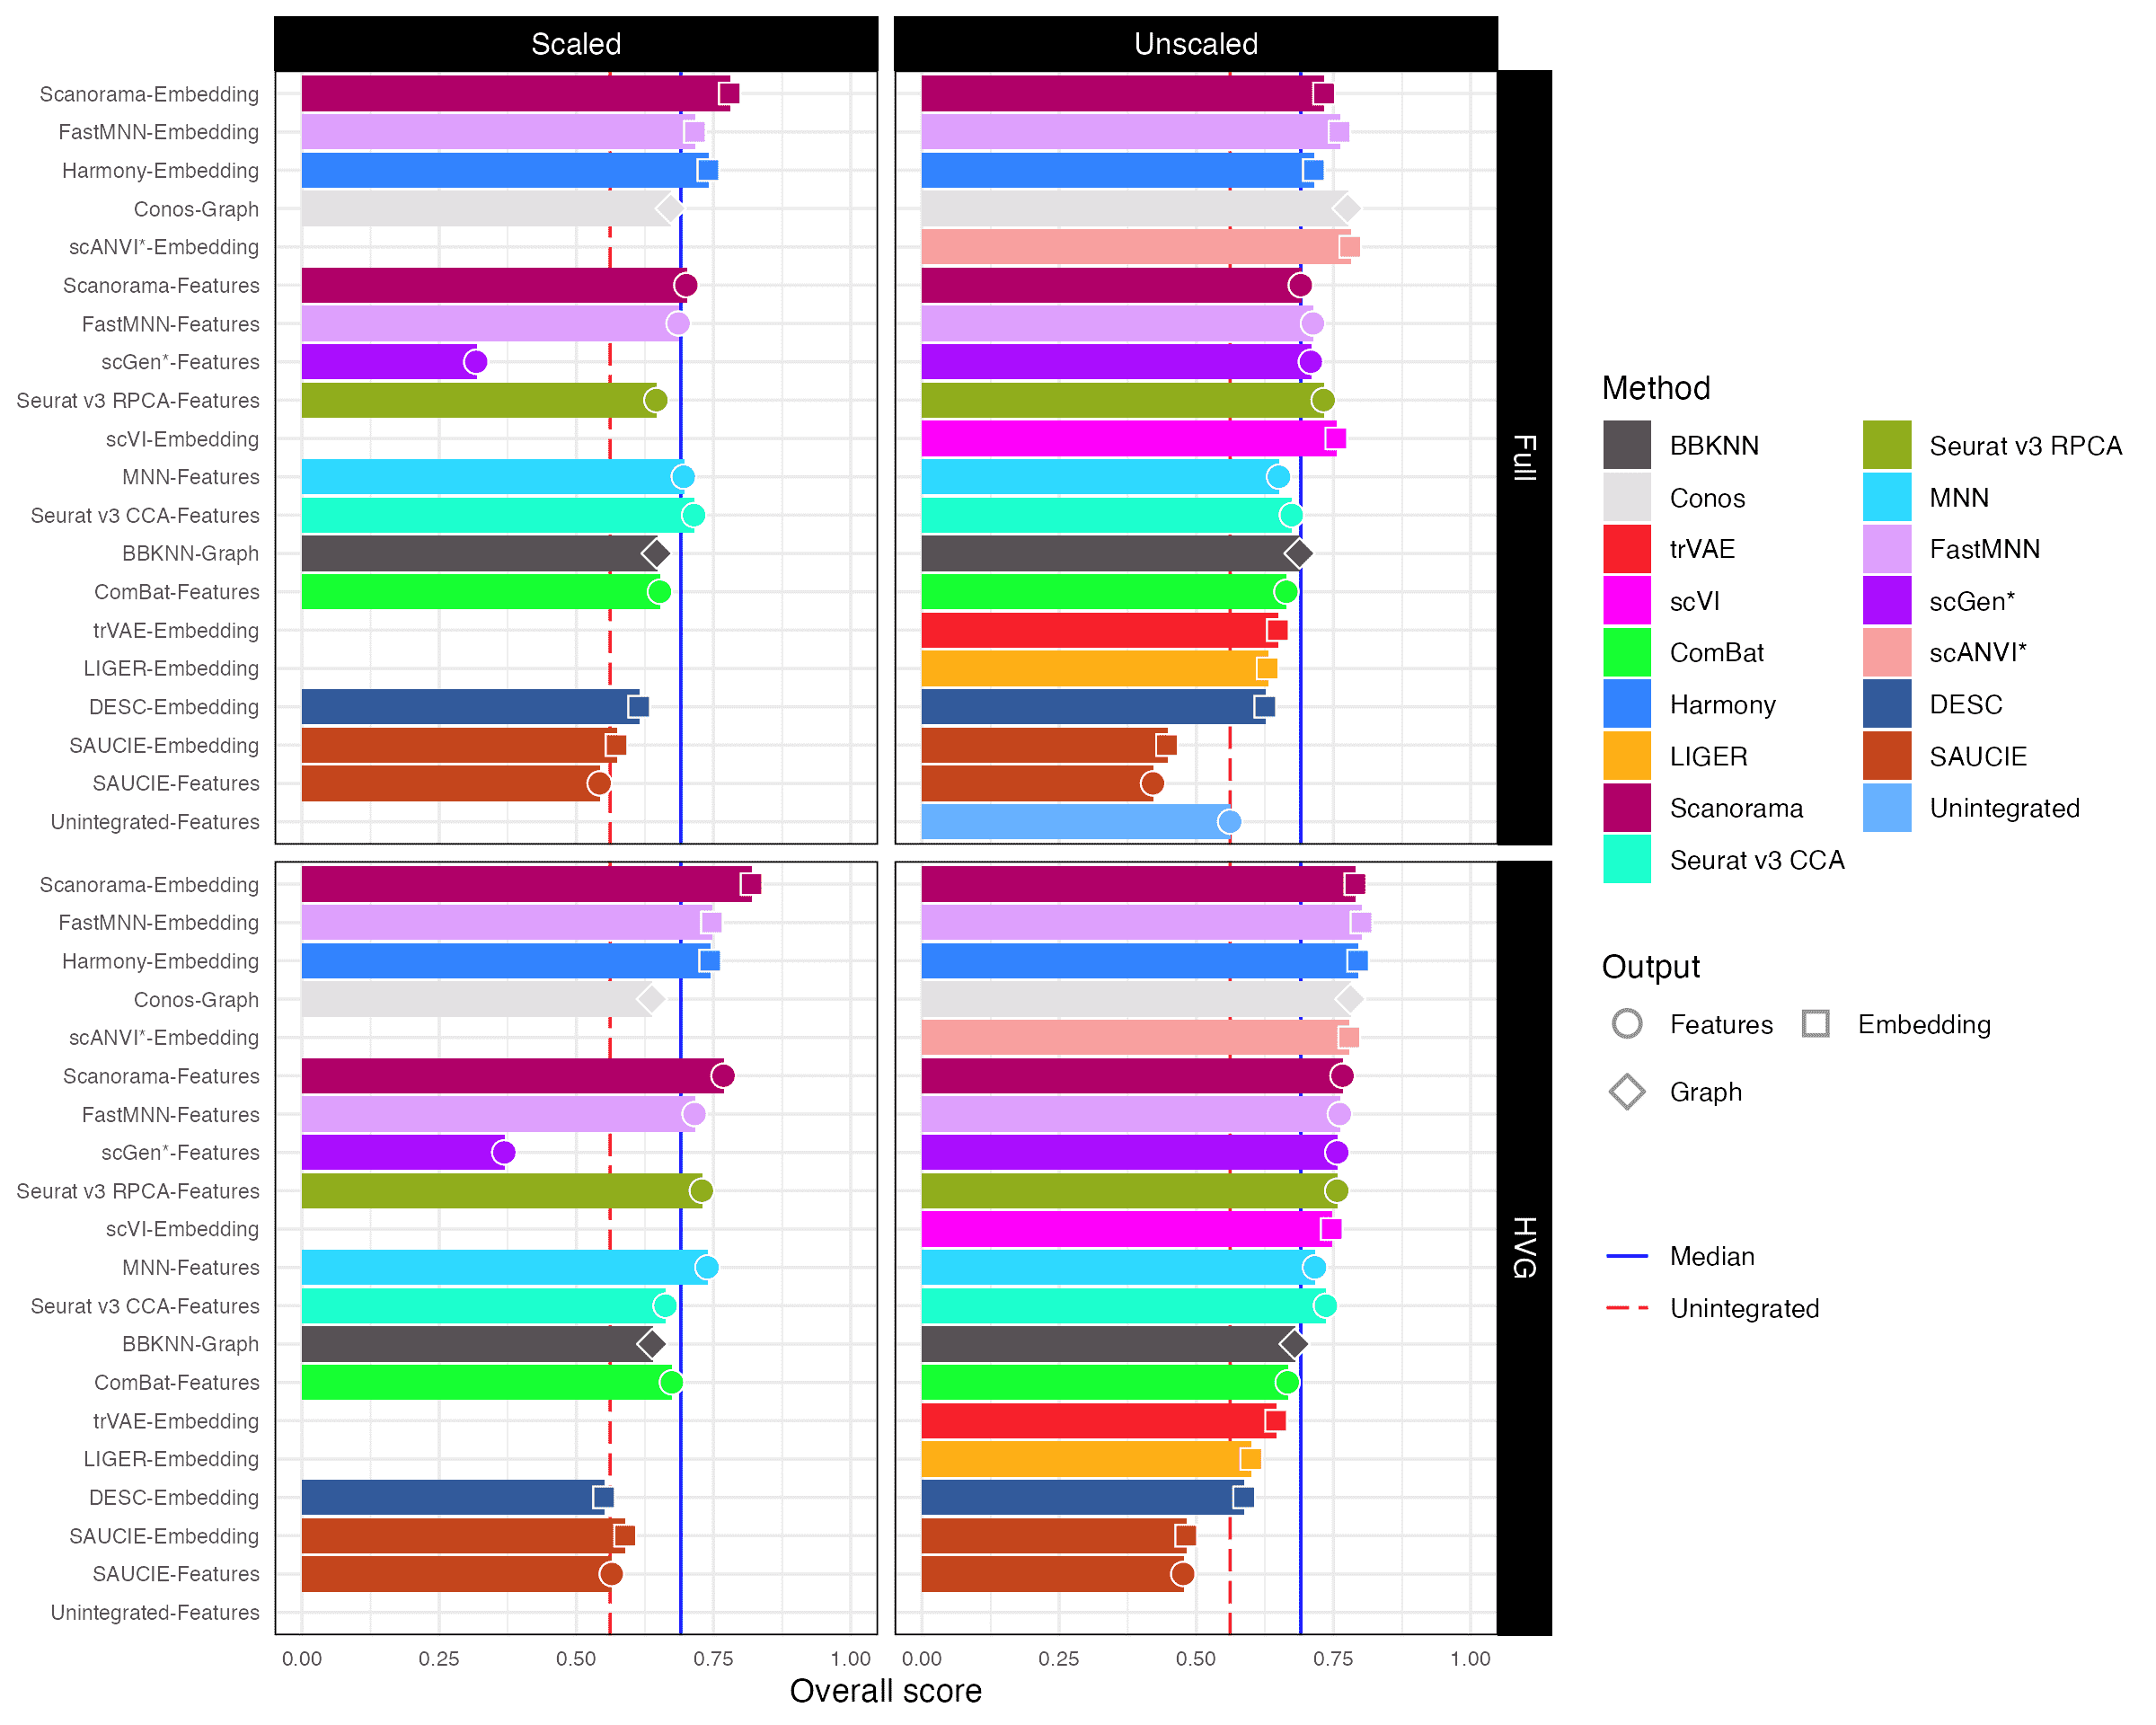 Scaled
Unscaled
Scanorama-Embedding
FastMNN-Embedding
Harmony-Embedding
Conos-Graph
scANVI*-Embedding
Scanorama-Features
FastMNN-Features
scGen*-Features
Seurat v3 RPCA-Features
scVI-Embedding
MNN-Features
Seurat v3 CCA-Features
BBKNN-Graph
ComBat-Features
trVAE-Embedding
LIGER-Embedding
DESC-Embedding
SAUCIE-Embedding
SAUCIE-Features
Unintegrated-Features
Full
Scanorama-Embedding
FastMNN-Embedding
Harmony-Embedding
Conos-Graph
scANVI*-Embedding
Scanorama-Features
FastMNN-Features
scGen*-Features
Seurat v3 RPCA-Features
scVI-Embedding
MNN-Features
Seurat v3 CCA-Features
BBKNN-Graph
ComBat-Features
trVAE-Embedding
LIGER-Embedding
DESC-Embedding
SAUCIE-Embedding
SAUCIE-Features
Unintegrated-Features
HVG
0.00 0.25 0.50 0.75 1.00
0.00 0.25 0.50 0.75 1.00
Overall score
Method
BBKNN
Conos
trVAE
scVI
ComBat
Harmony
LIGER
Scanorama
Seurat v3 CCA
Seurat v3 RPCA
MNN
FastMNN
scGen*
scANVI*
DESC
SAUCIE
Unintegrated
Output
Features
Embedding
Graph
Median
Unintegrated